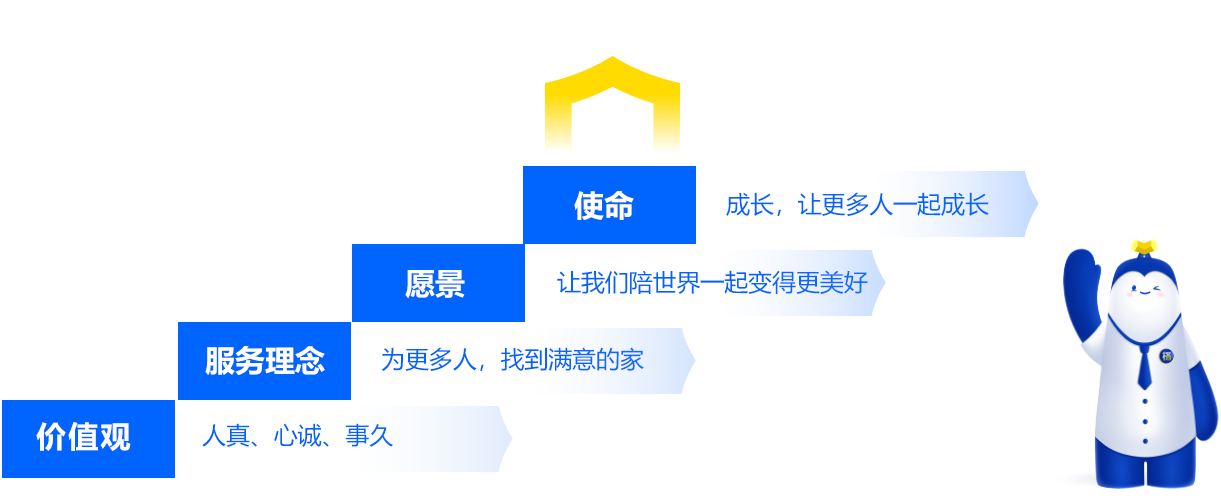 使命
成长，让更多人一起成长
愿景
让我们陪世界一起变得更美好
服务理念
为更多人，找到满意的家
价值观
人真、心诚、事久